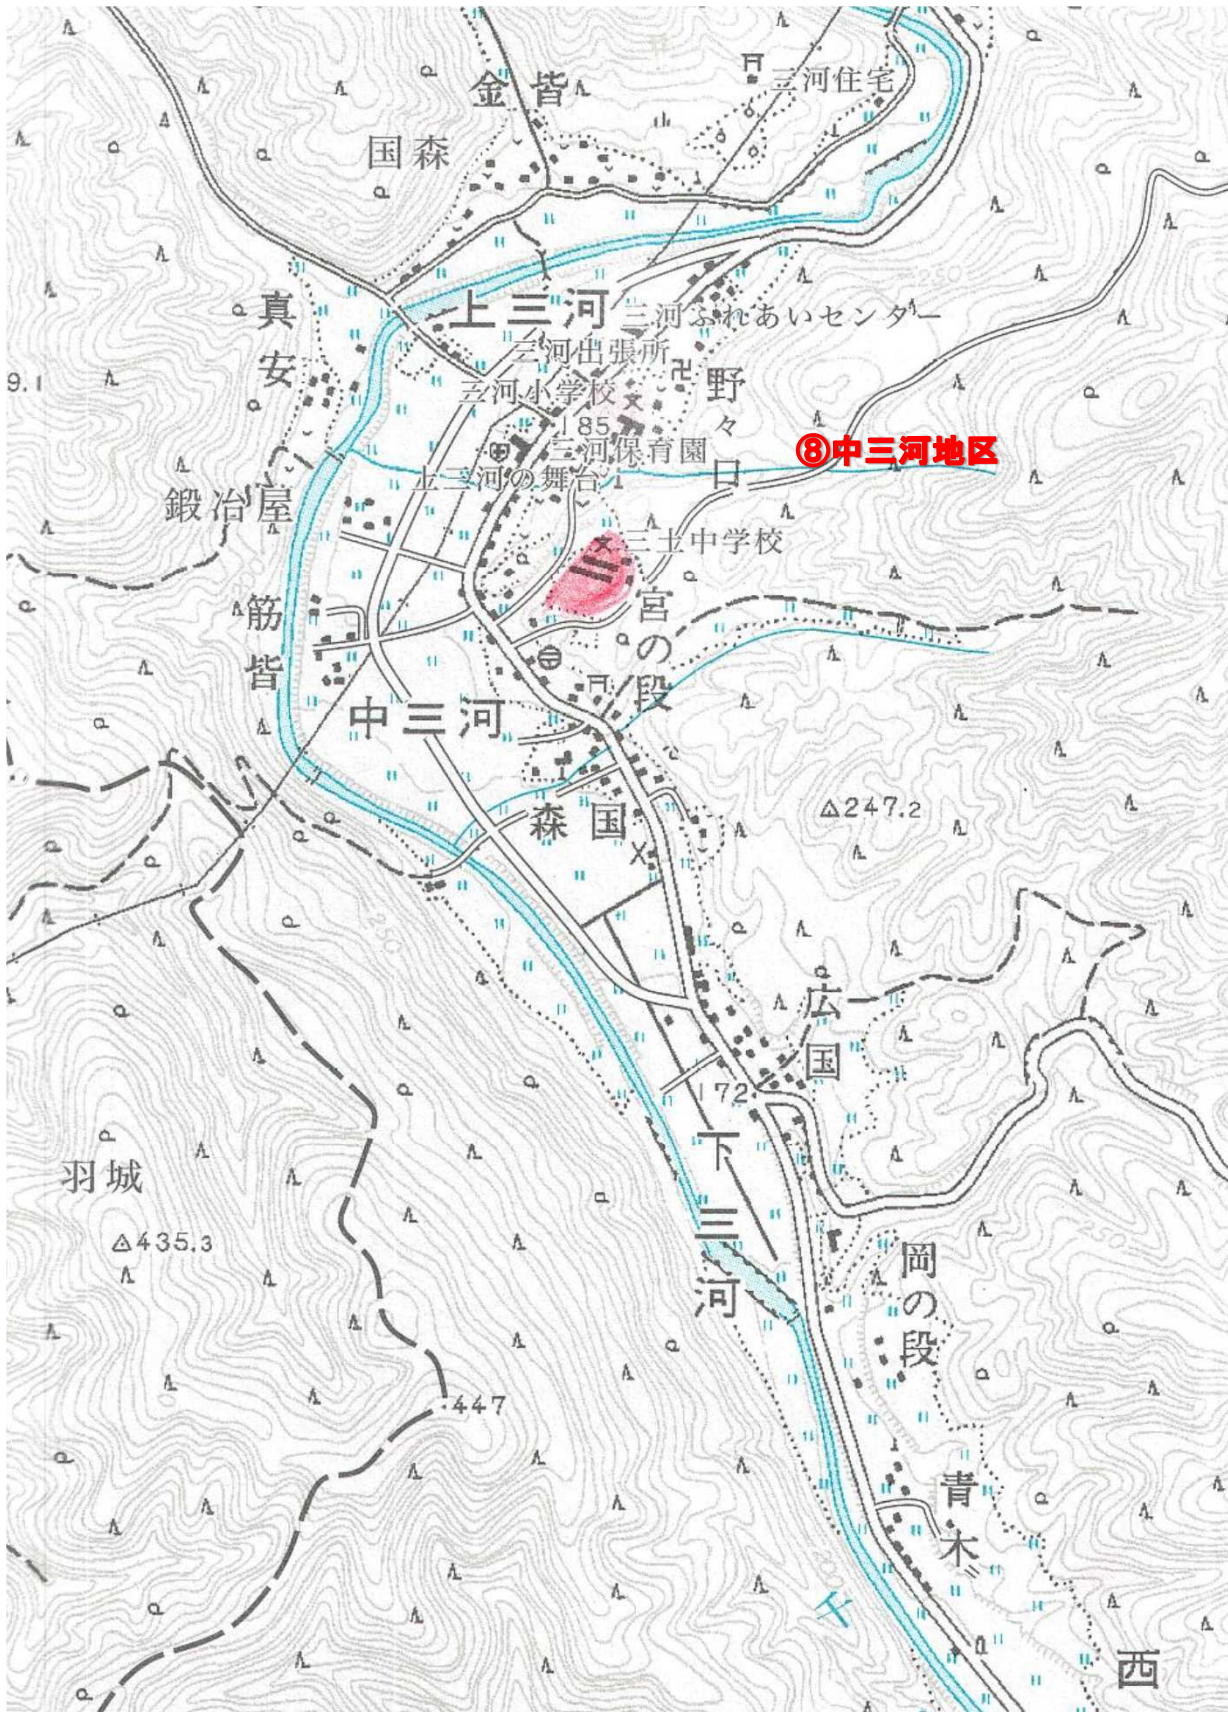 金皆
三河住宅
国森
真安
上三河
三河ふれあいセンター
三河出張所
9.1
三河小学校
野々口
185
三河保育園
⑧中三河地区
上三河の舞台
鍛冶屋
三土中学校
筋皆
宮の段
中三河
森国
247.2
広国
172
下三河
羽城
435.3
岡の段
447
青木
千
西